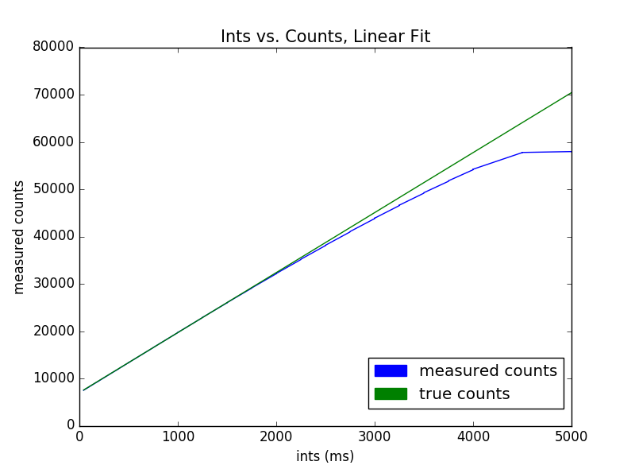 Ints vs. Counts, Linear Fit
80000
70000
60000
50000
40000
30000
20000
10000
0
measured counts
measured counts
true counts
0 1000 2000 3000 4000 5000
ints (ms)